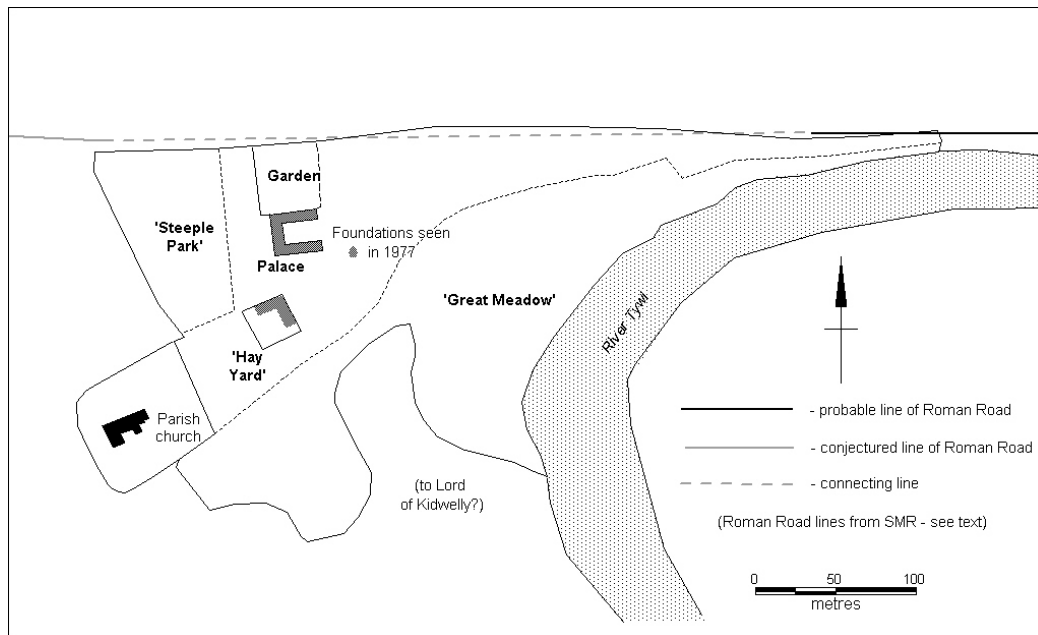 Garden
'Steeple
Park'
Foundations seen
in 1977
Palace
'Great Meadow'
River Tywi
'Hay
Yard'
Parish
church
(to Lord
of Kidwelly?)
- probable line of Roman Road
- conjectured line of Roman Road
- connecting line
(Roman Road lines from SMR - see text)
0 50 100
metres